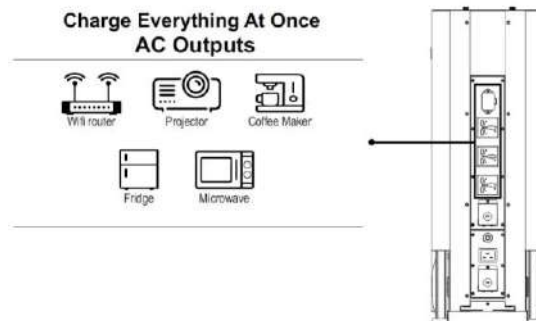 Charge Everything At Once
AC Outputs
Wifi router
Projector
Coffee Maker
Fridge
Microwave